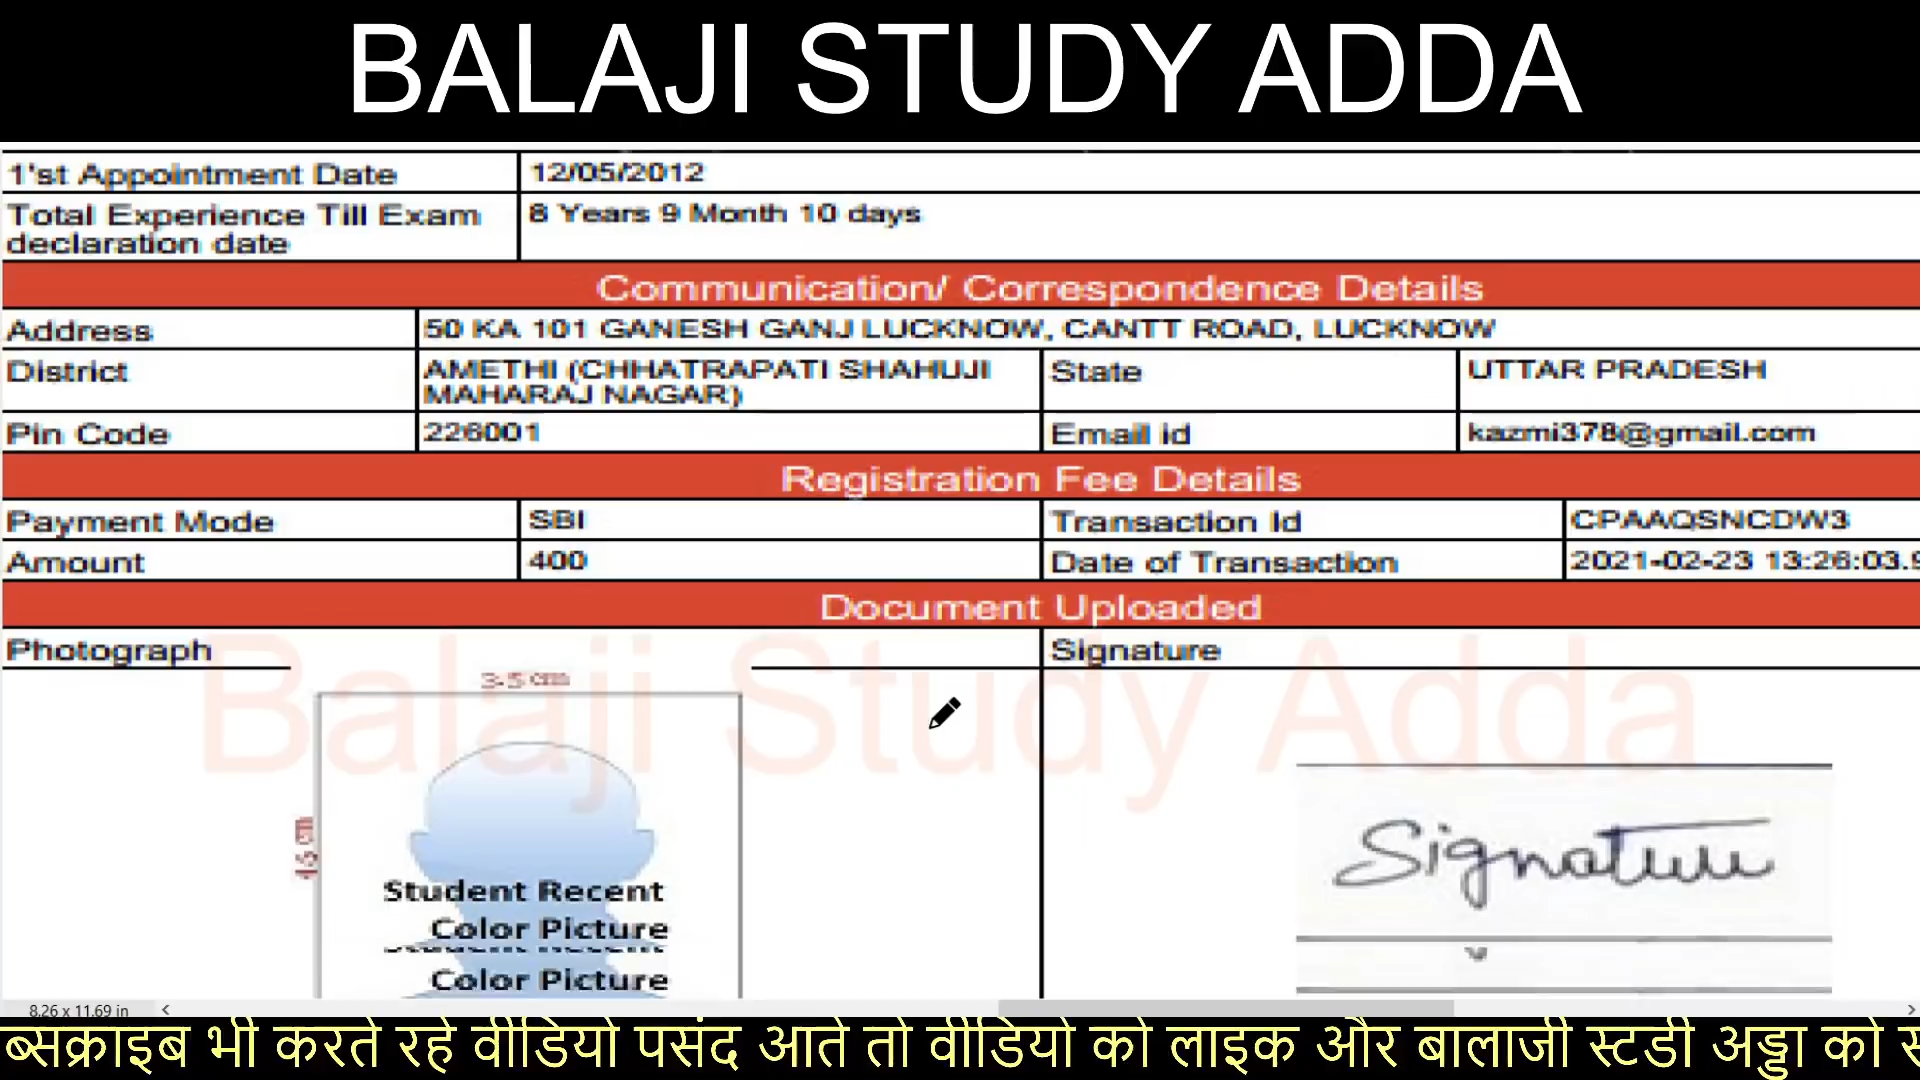 BALAJI STUDY ADDA
1'st Appointment Date 12/05/2012
Total Experience Till Exam declaration date 8 Years 9 Month 10 days
Communication/ Correspondence Details
Address 50 KA 101 GANESH GANJ LUCKNOW, CANTT ROAD, LUCKNOW
District AMETHI (CHHATRAPATI SHAHUJI MAHARAJ NAGAR) State UTTAR PRADESH
Pin Code 226001 Email id kazmi378@gmail.com
Registration Fee Details
Payment Mode SBI Transaction Id CPAAQSNCDW3
Amount 400 Date of Transaction 2021-02-23 13:26:03.9
Document Uploaded
Photograph Signature
Balaji Study Adda
3.5 cm
Signature
Student Recent
Color Picture
Color Picture
8.26 x 11.69 in
ब्सक्राइब भी करते रहे वीडियो पसंद आते तो वीडियो को लाइक और बालाजी स्टडी अड्डा को स